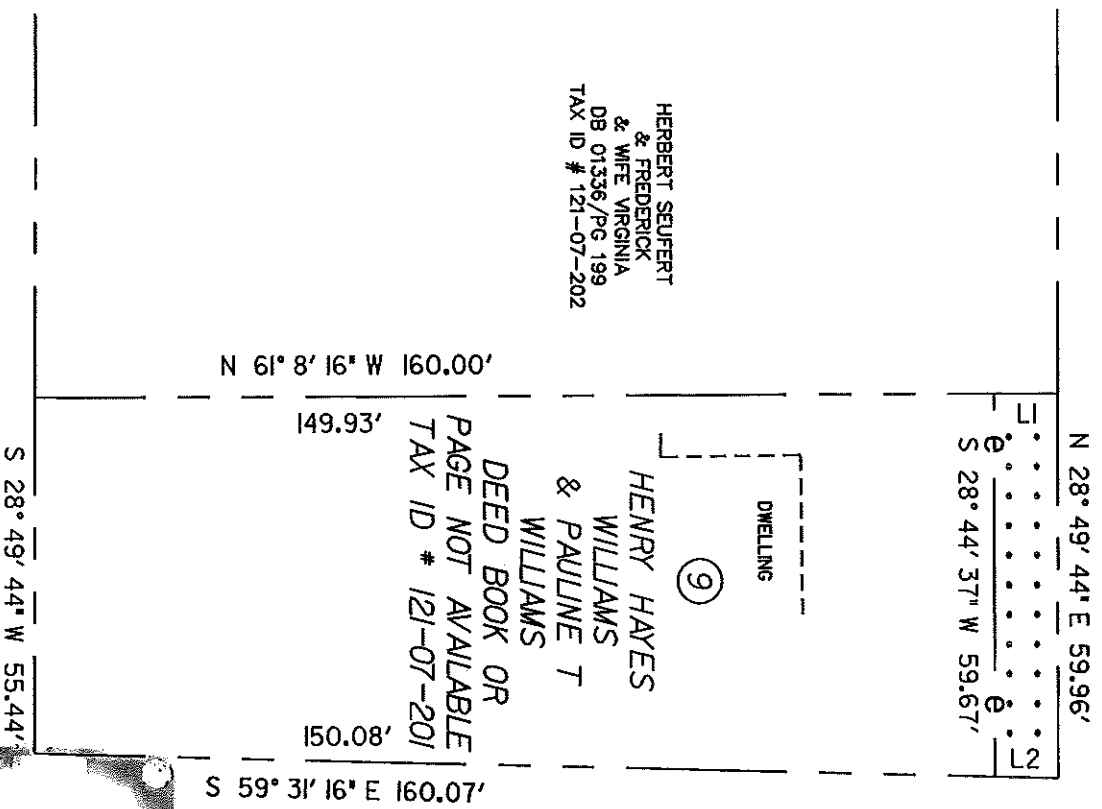 HERBERT SEUFERT
& FREDERICK
& WIFE VIRGINIA
DB 01336/PG 199
TAX ID # 121-07-202
N 61° 8' 16" W 160.00'
149.93'
N 28° 49' 44" E 59.96'
L1
e
S 28° 44' 37" W 59.67'
e
L2
DWELLING
9
HENRY HAYES
WILLIAMS
& PAULINE T
WILLIAMS
DEED BOOK OR
PAGE NOT AVAILABLE
TAX ID # 121-07-201
150.08'
S 59° 31' 16" E 160.07'
S 28° 49' 44" W 55.44'